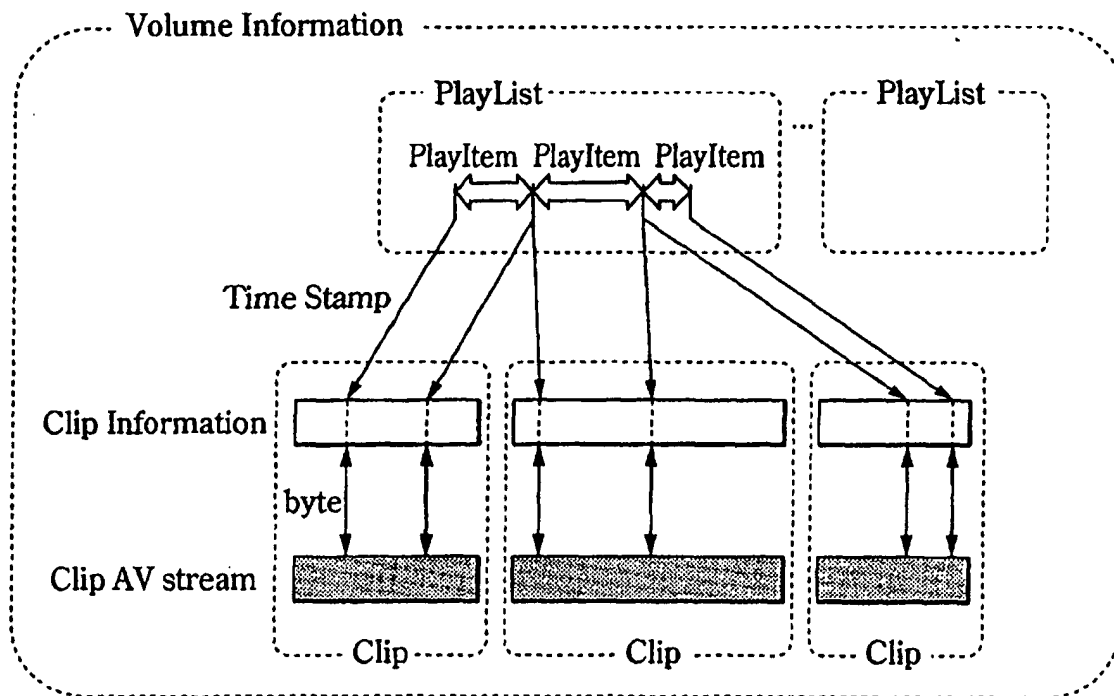 Volume Information
PlayList
PlayList
...
PlayItem PlayItem PlayItem
Time Stamp
Clip Information
byte
Clip AV stream
Clip
Clip
Clip